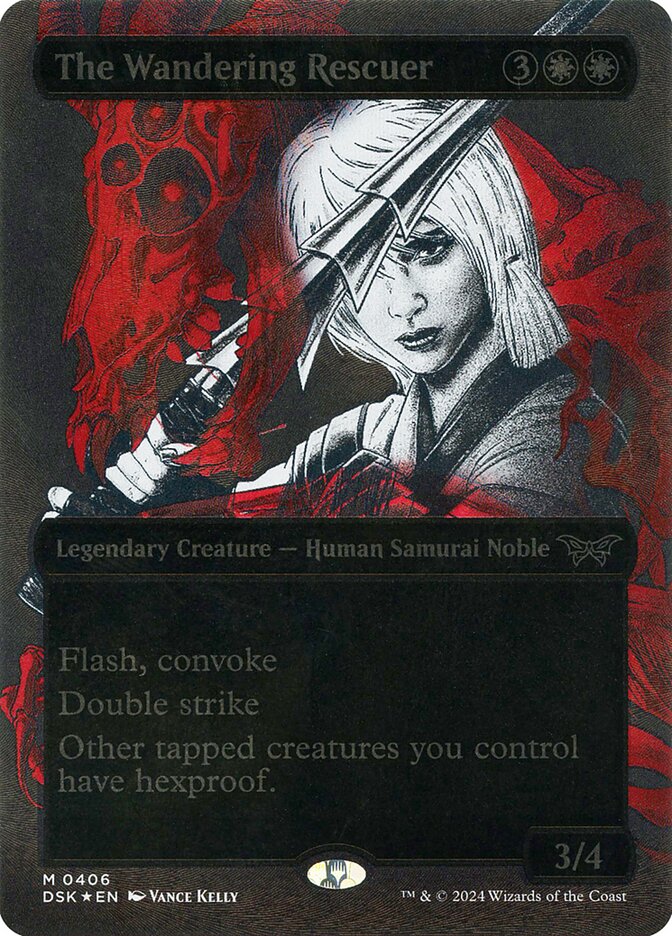 The Wandering Rescuer 3
Legendary Creature — Human Samurai Noble
Flash, convoke
Double strike
Other tapped creatures you control
have hexproof.
3/4
M 0406
DSK ★ EN VANCE KELLY
™ & © 2024 Wizards of the Coast